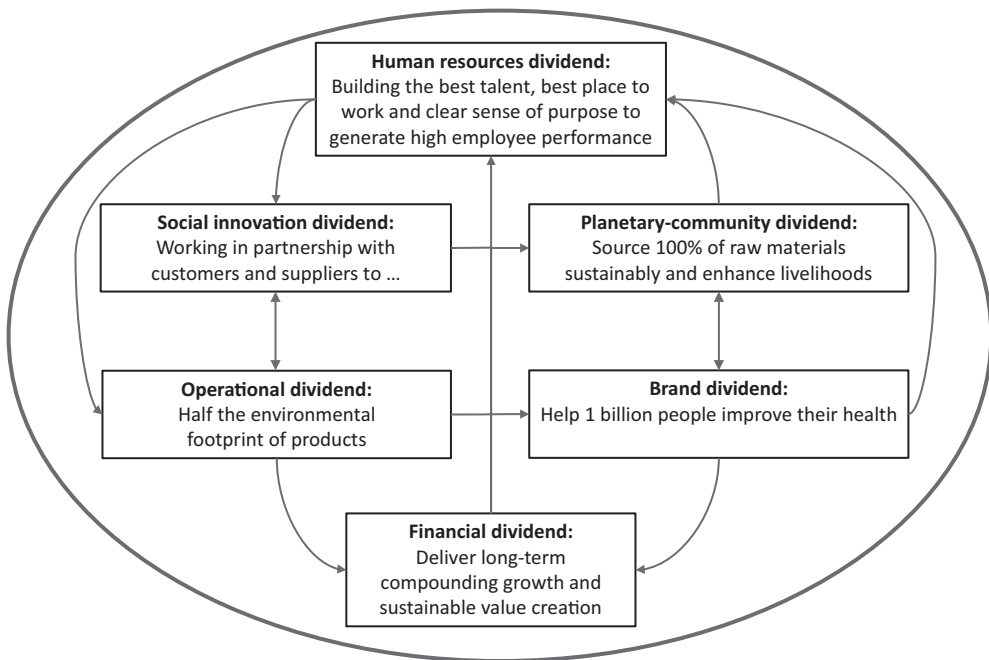 Human resources dividend:
Building the best talent, best place to
work and clear sense of purpose to
generate high employee performance
Social innovation dividend:
Working in partnership with
customers and suppliers to ...
Planetary-community dividend:
Source 100% of raw materials
sustainably and enhance livelihoods
Operational dividend:
Half the environmental
footprint of products
Brand dividend:
Help 1 billion people improve their health
Financial dividend:
Deliver long-term
compounding growth and
sustainable value creation